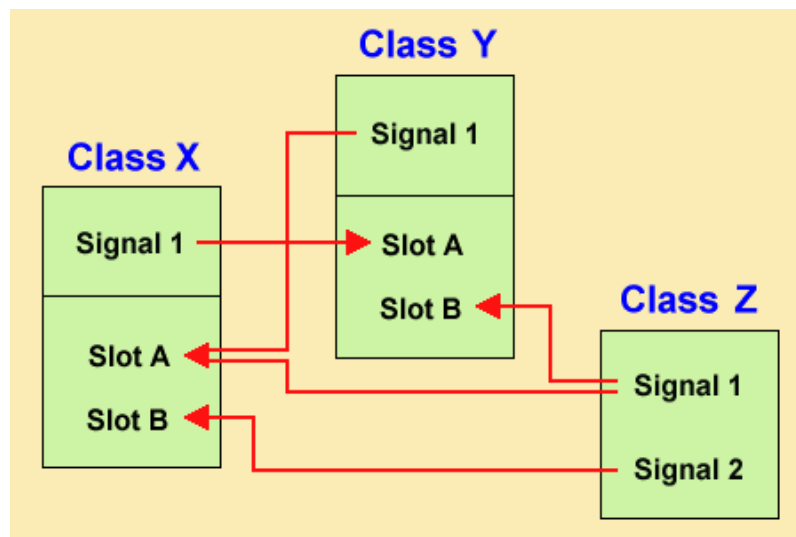 Class Y
Signal 1
Slot A
Slot B
Class X
Signal 1
Slot A
Slot B
Class Z
Signal 1
Signal 2